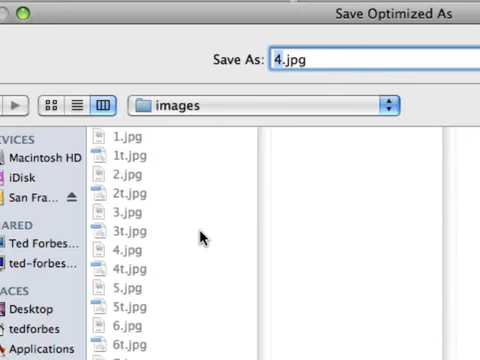 Save Optimized As
Save As: 4.jpg
images
EVICES
Macintosh HD
iDisk
San Fra...
ARED
Ted Forbes...
ted-forbes...
ACES
Desktop
tedforbes
Applications
1.jpg
1t.jpg
2.jpg
2t.jpg
3.jpg
3t.jpg
4.jpg
4t.jpg
5.jpg
5t.jpg
6.jpg
6t.jpg